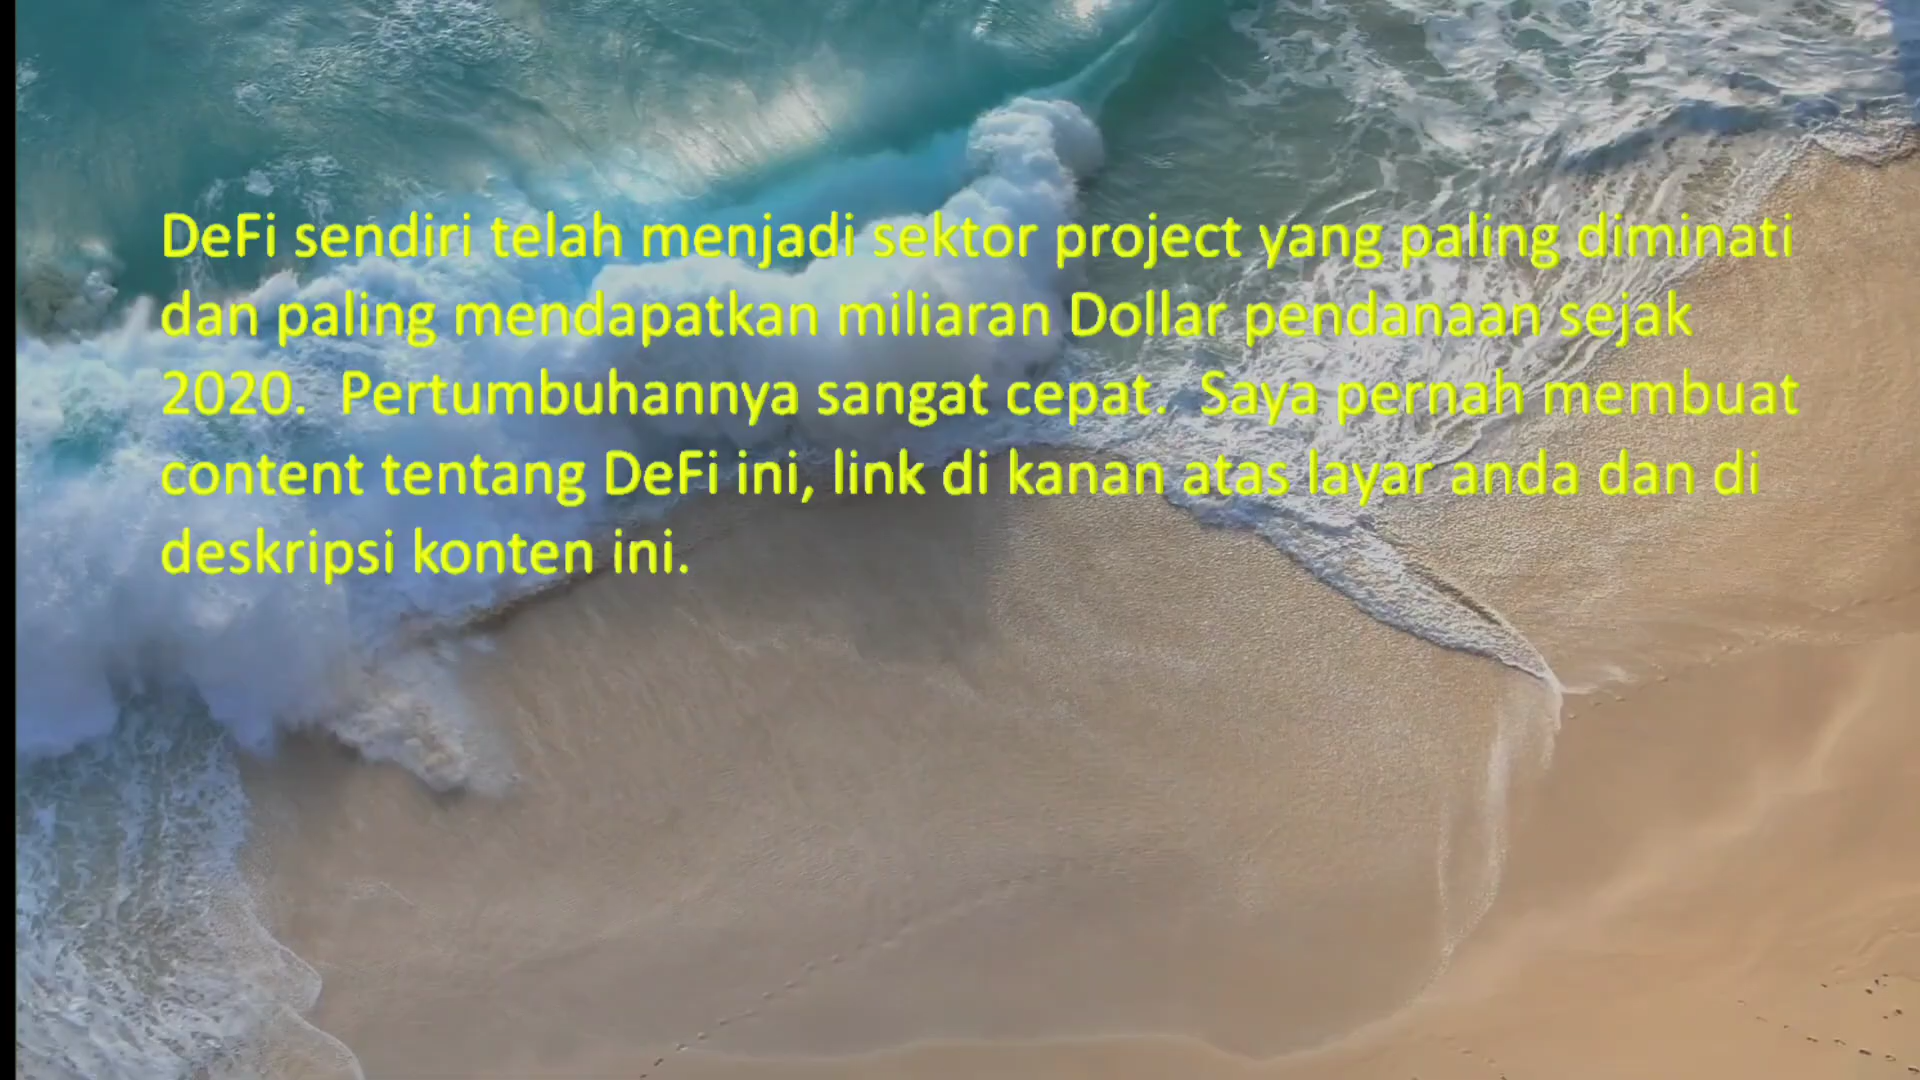 DeFi sendiri telah menjadi sektor project yang paling diminati
dan paling mendapatkan miliaran Dollar pendanaan sejak
2020.  Pertumbuhannya sangat cepat.  Saya pernah membuat
content tentang DeFi ini, link di kanan atas layar anda dan di
deskripsi konten ini.